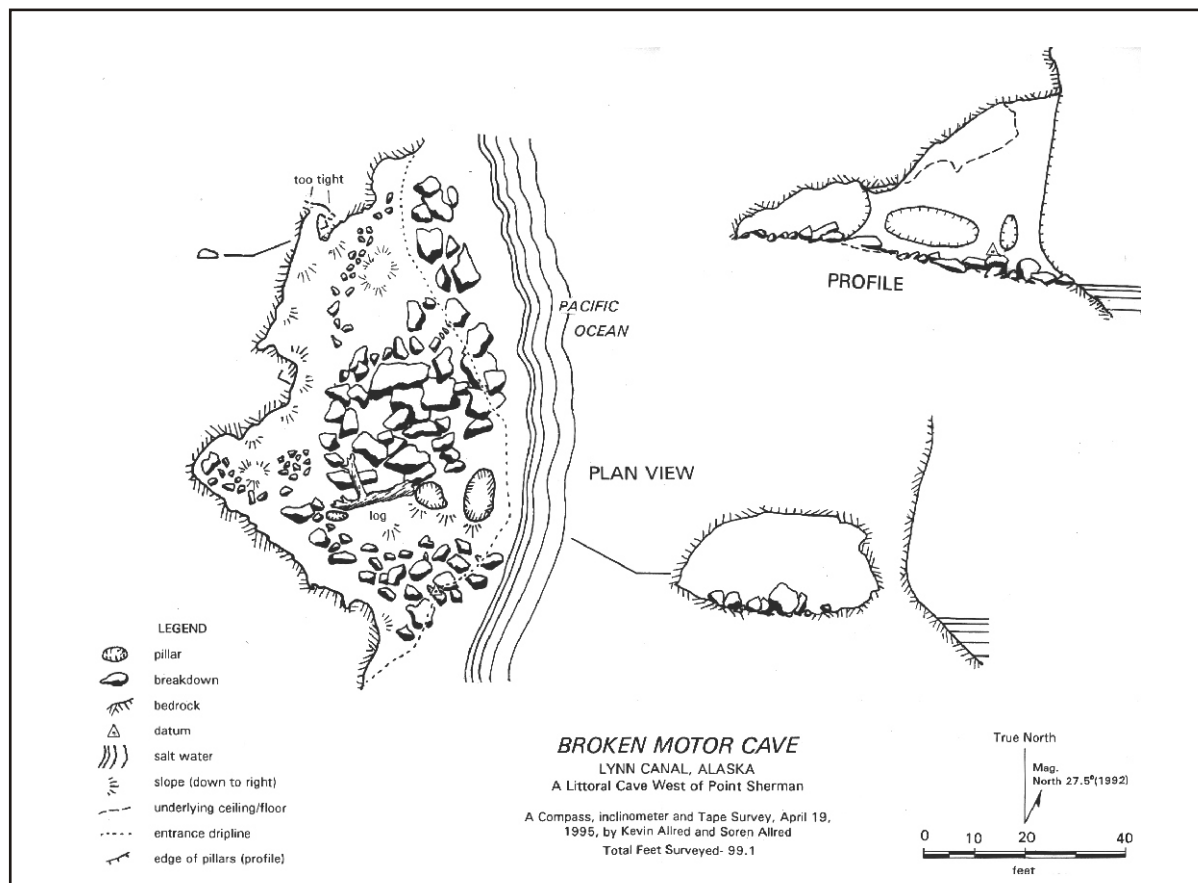 too tight
PACIFIC
OCEAN
PROFILE
PLAN VIEW
log
LEGEND
pillar
breakdown
bedrock
datum
salt water
slope (down to right)
underlying ceiling/floor
entrance dripline
edge of pillars (profile)
BROKEN MOTOR CAVE
LYNN CANAL, ALASKA
A Littoral Cave West of Point Sherman
A Compass, inclinometer and Tape Survey, April 19,
1995, by Kevin Allred and Soren Allred
Total Feet Surveyed- 99.1
True North
Mag.
North 27.5°(1992)
0 10 20 40
feet